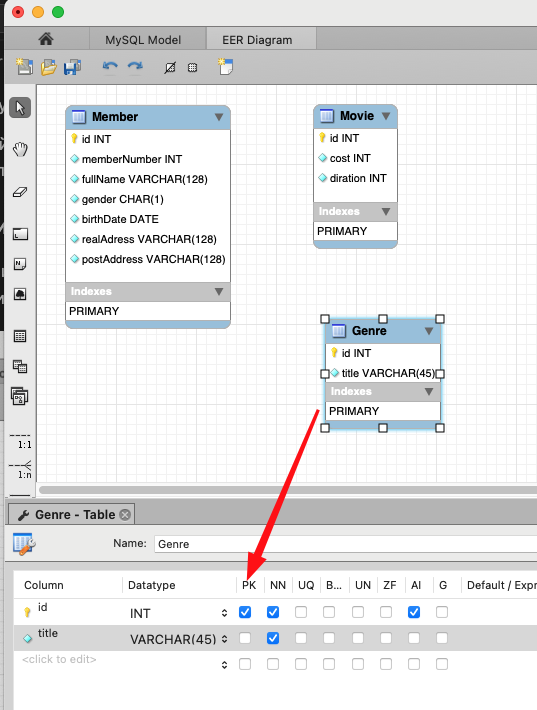 MySQL Model
EER Diagram
Member
id INT
memberNumber INT
fullName VARCHAR(128)
gender CHAR(1)
birthDate DATE
realAdress VARCHAR(128)
postAddress VARCHAR(128)
Indexes
PRIMARY
Movie
id INT
cost INT
diration INT
Indexes
PRIMARY
Genre
id INT
title VARCHAR(45)
Indexes
PRIMARY
1:1
1:n
Genre - Table
Name: Genre
Column Datatype PK NN UQ B... UN ZF AI G Default / Expr
id INT
title VARCHAR(45)
<click to edit>